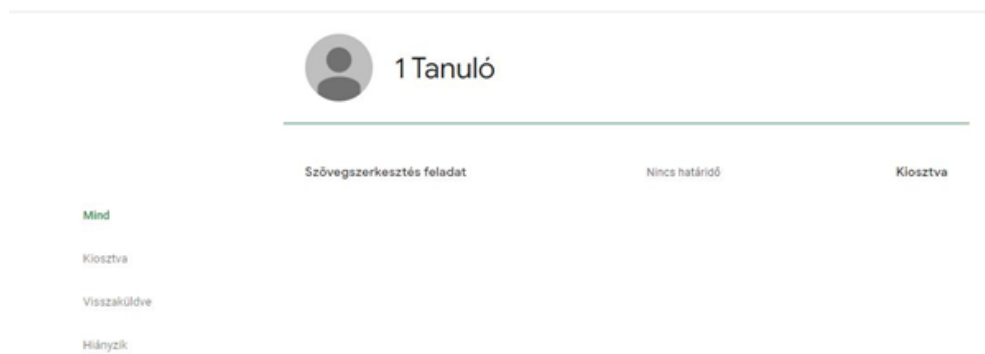 1 Tanuló
Szövegszerkesztés feladat Nincs határidő Kiosztva
Mind
Kiosztva
Visszaküldve
Hiányzik